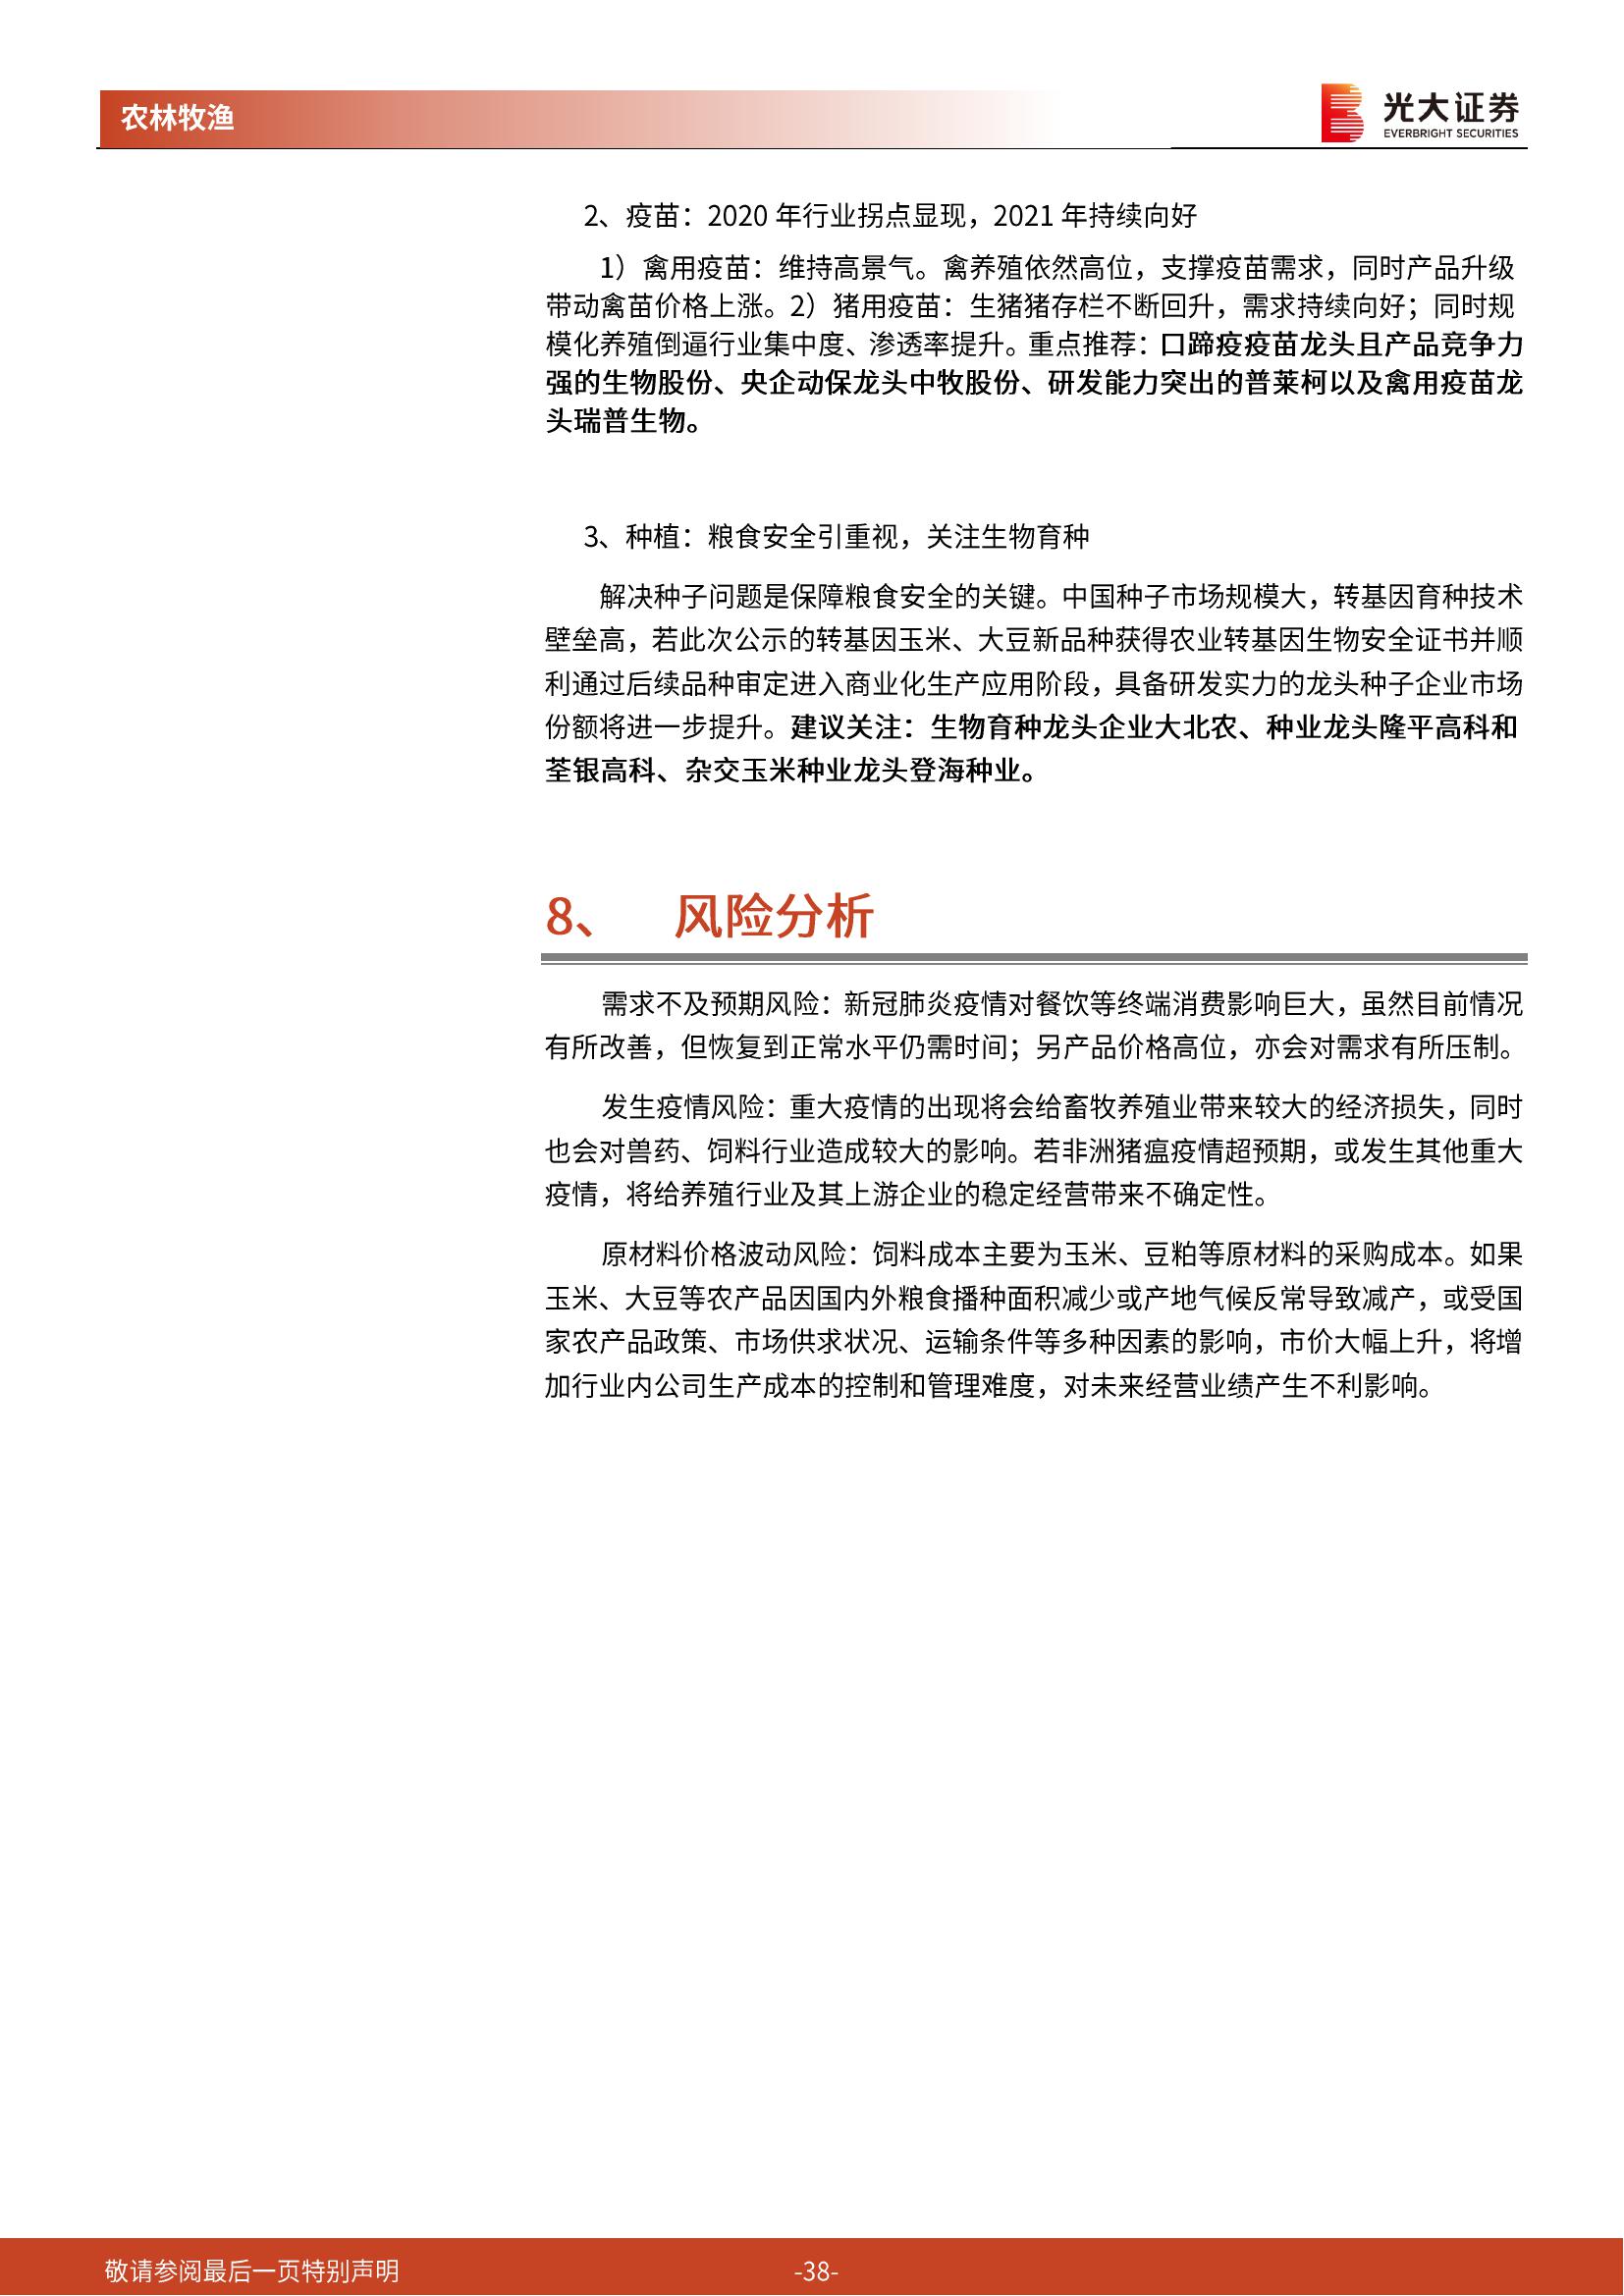 农林牧渔
光大证券
EVERBRIGHT SECURITIES
2、疫苗：2020 年行业拐点显现，2021 年持续向好
1）禽用疫苗：维持高景气。禽养殖依然高位，支撑疫苗需求，同时产品升级
带动禽苗价格上涨。2）猪用疫苗：生猪猪存栏不断回升，需求持续向好；同时规
模化养殖倒逼行业集中度、渗透率提升。重点推荐：口蹄疫疫苗龙头且产品竞争力
强的生物股份、央企动保龙头中牧股份、研发能力突出的普莱柯以及禽用疫苗龙
头瑞普生物。
3、种植：粮食安全引重视，关注生物育种
解决种子问题是保障粮食安全的关键。中国种子市场规模大，转基因育种技术
壁垒高，若此次公示的转基因玉米、大豆新品种获得农业转基因生物安全证书并顺
利通过后续品种审定进入商业化生产应用阶段，具备研发实力的龙头种子企业市场
份额将进一步提升。建议关注：生物育种龙头企业大北农、种业龙头隆平高科和
荃银高科、杂交玉米种业龙头登海种业。
8、 风险分析
需求不及预期风险：新冠肺炎疫情对餐饮等终端消费影响巨大，虽然目前情况
有所改善，但恢复到正常水平仍需时间；另产品价格高位，亦会对需求有所压制。
发生疫情风险：重大疫情的出现将会给畜牧养殖业带来较大的经济损失，同时
也会对兽药、饲料行业造成较大的影响。若非洲猪瘟疫情超预期，或发生其他重大
疫情，将给养殖行业及其上游企业的稳定经营带来不确定性。
原材料价格波动风险：饲料成本主要为玉米、豆粕等原材料的采购成本。如果
玉米、大豆等农产品因国内外粮食播种面积减少或产地气候反常导致减产，或受国
家农产品政策、市场供求状况、运输条件等多种因素的影响，市价大幅上升，将增
加行业内公司生产成本的控制和管理难度，对未来经营业绩产生不利影响。
敬请参阅最后一页特别声明
-38-